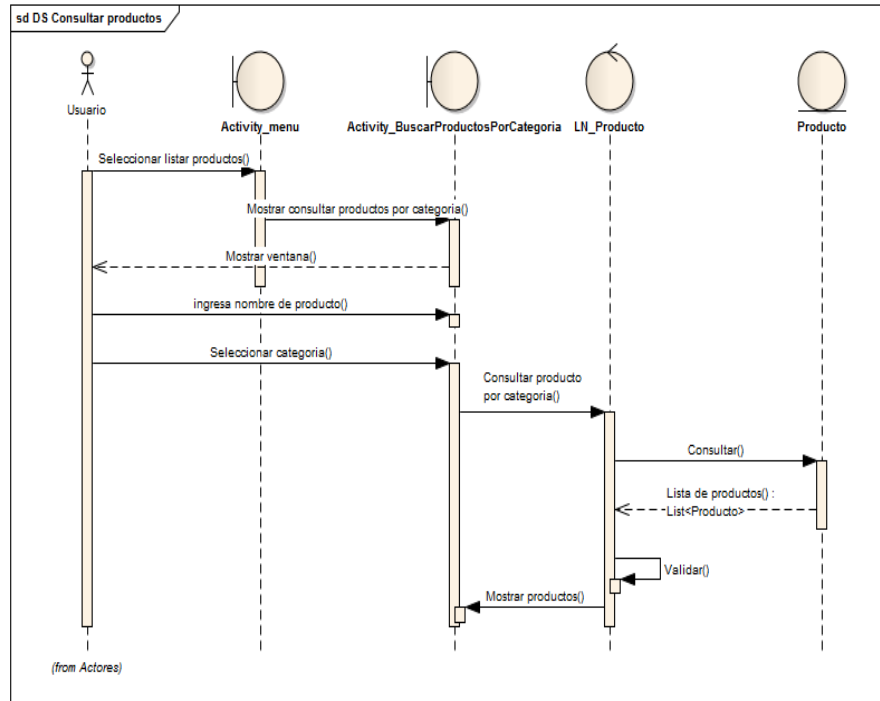 sd DS Consultar productos
Usuario
Activity_menu
Activity_BuscarProductosPorCategoria
LN_Producto
Producto
Seleccionar listar productos()
Mostrar consultar productos por categoria()
Mostrar ventana()
ingresa nombre de producto()
Seleccionar categoria()
Consultar producto
por categoria()
Consultar()
Lista de productos() :
List<Producto>
Validar()
Mostrar productos()
(from Actores)